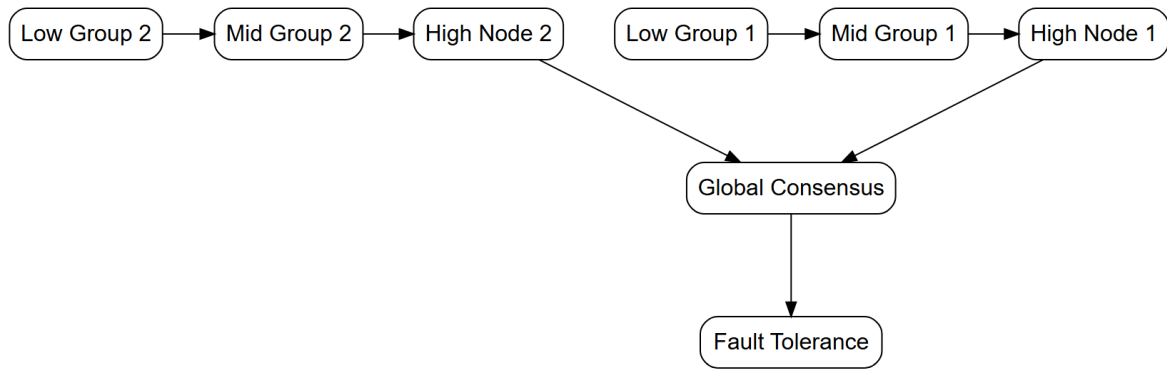 Low Group 2
Mid Group 2
High Node 2
Low Group 1
Mid Group 1
High Node 1
Global Consensus
Fault Tolerance